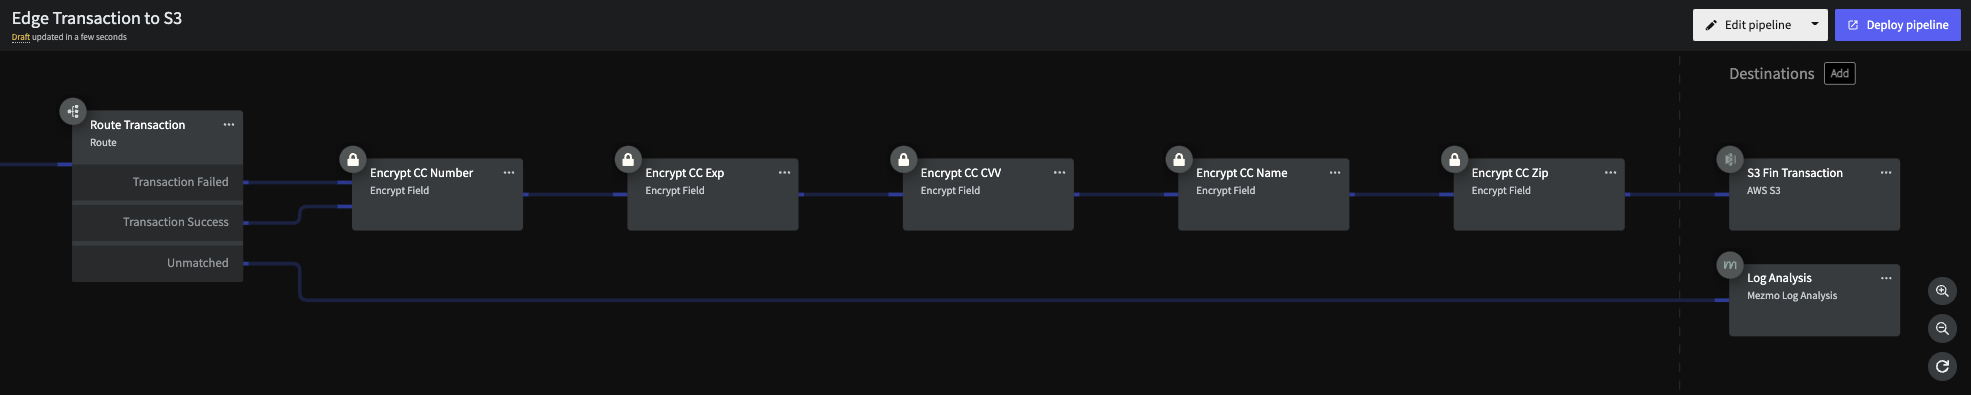 Edge Transaction to S3
Draft updated in a few seconds
Edit pipeline
Deploy pipeline
Destinations
Add
Route Transaction
Route
Transaction Failed
Transaction Success
Unmatched
Encrypt CC Number
Encrypt Field
Encrypt CC Exp
Encrypt Field
Encrypt CC CVV
Encrypt Field
Encrypt CC Name
Encrypt Field
Encrypt CC Zip
Encrypt Field
S3 Fin Transaction
AWS S3
Log Analysis
Mezmo Log Analysis